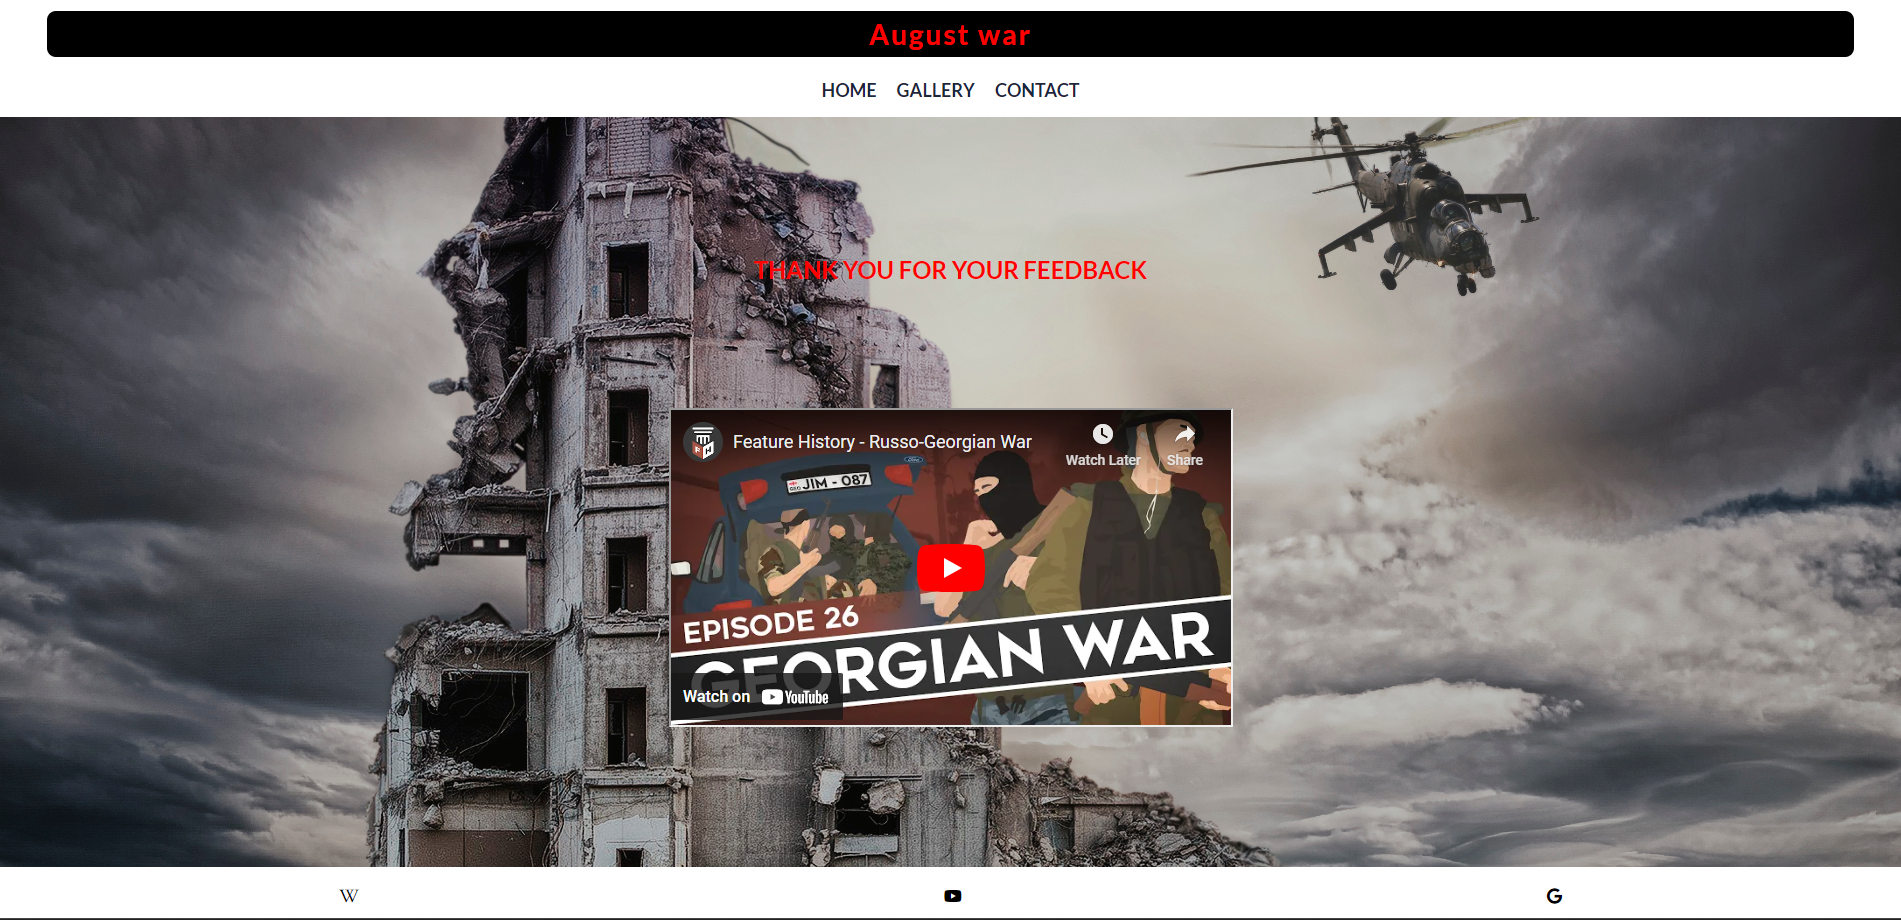 August war
HOME GALLERY CONTACT
THANK YOU FOR YOUR FEEDBACK
Feature History - Russo-Georgian War
Watch Later Share
JIM - 087
EPISODE 26
GEORGIAN WAR
Watch on YouTube
W
G